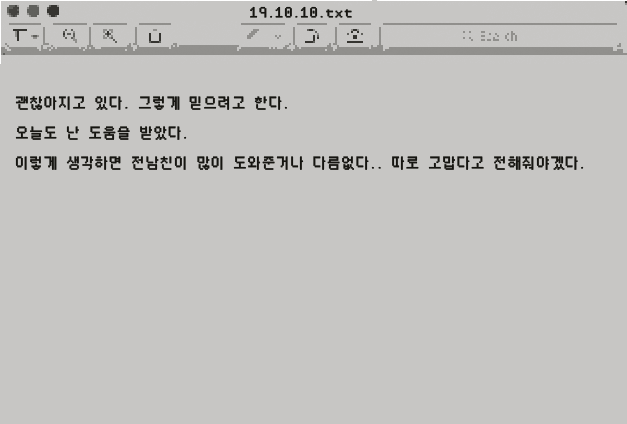 19.10.10.txt
Search
괜찮아지고 있다. 그렇게 믿으려고 한다.
오늘도 난 도움을 받았다.
이렇게 생각하면 전남친이 많이 도와준거나 다름없다.. 따로 고맙다고 전해줘야겠다.